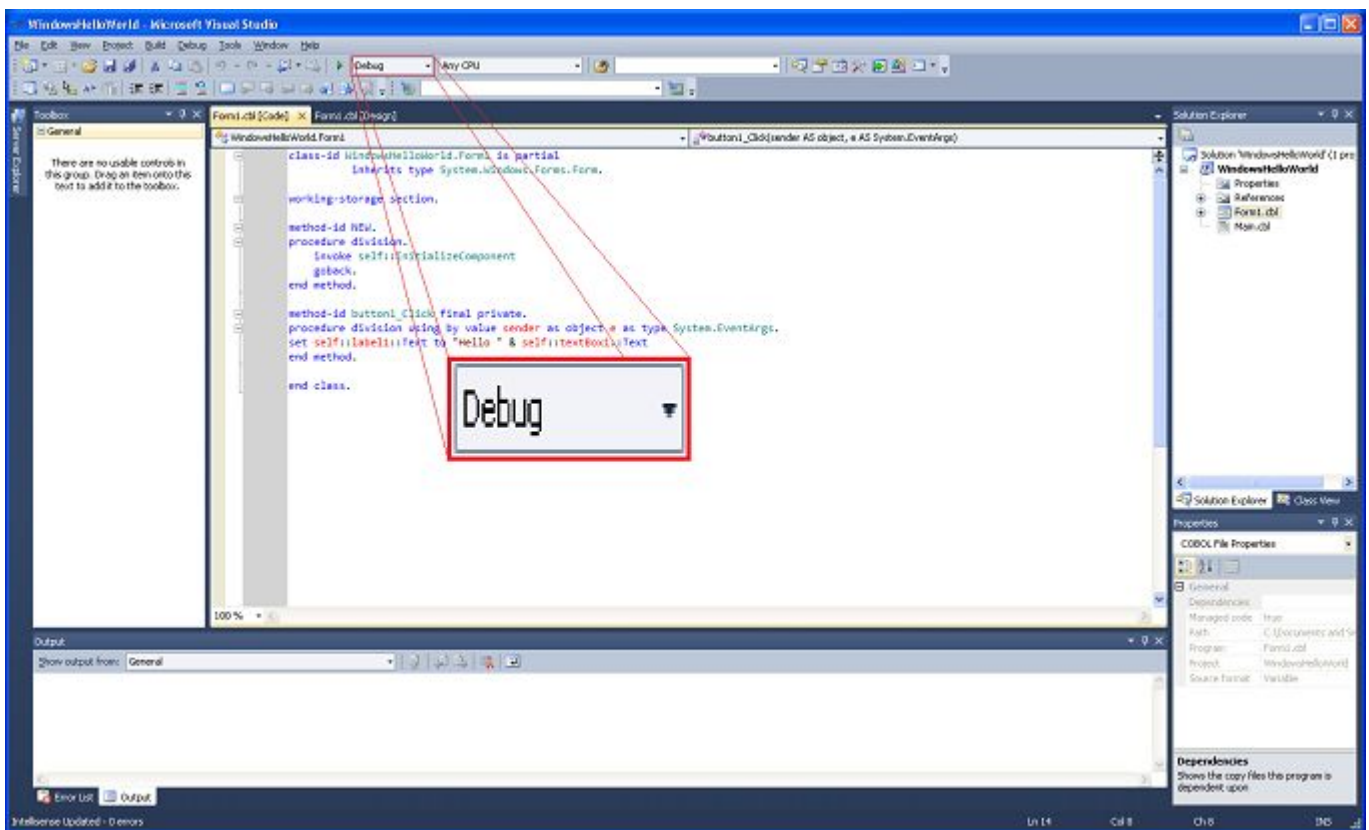 WindowsHelloWorld - Microsoft Visual Studio
File Edit View Project Build Debug Tools Window Help
Debug Any CPU
Toolbox
Form1.cbl [Code] Form1.cbl [Design]
Solution Explorer
Server Explorer
General
There are no usable controls in
this group. Drag an item onto this
text to add it to the toolbox.
WindowsHelloWorld.Form1
button1_Click(sender AS object, e AS System.EventArgs)
class-id WindowsHelloWorld.Form1 is partial
inherits type System.Windows.Forms.Form.
working-storage section.
method-id NEW.
procedure division.
invoke self::InitializeComponent
goback.
end method.
method-id button1_Click final private.
procedure division using by value sender as object e as type System.EventArgs.
set self::label1::Text to "Hello " & self::textBox1::Text
end method.
end class.
Debug
100 %
Solution 'WindowsHelloWorld' (1 pro
WindowsHelloWorld
Properties
References
Form1.cbl
Main.cbl
Solution Explorer Class View
Properties
COBOL File Properties
General
Dependencies
Managed code True
Path C:\Documents and Se
Program Form1.cbl
Project WindowsHelloWorld
Source format Variable
Dependencies
Shows the copy files this program is
dependent upon
Output
Show output from: General
Error List Output
Intellisense Updated - 0 errors
Ln 14 Col 8 Ch 8 INS